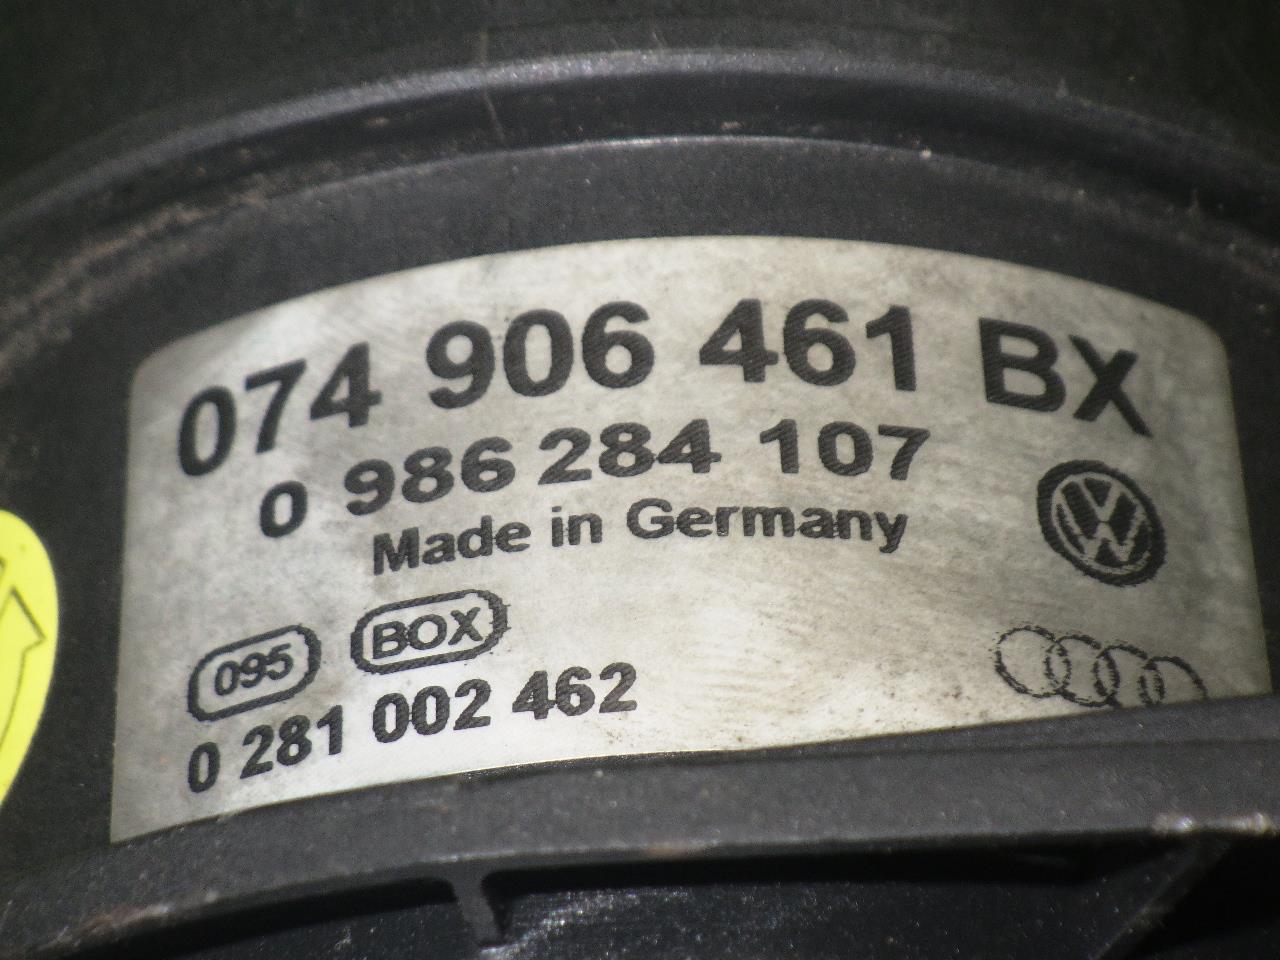 074 906 461 BX
0 986 284 107
Made in Germany
095 BOX
0 281 002 462